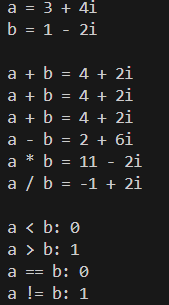 a = 3 + 4i
b = 1 - 2i
a + b = 4 + 2i
a + b = 4 + 2i
a + b = 4 + 2i
a - b = 2 + 6i
a * b = 11 - 2i
a / b = -1 + 2i
a < b: 0
a > b: 1
a == b: 0
a != b: 1